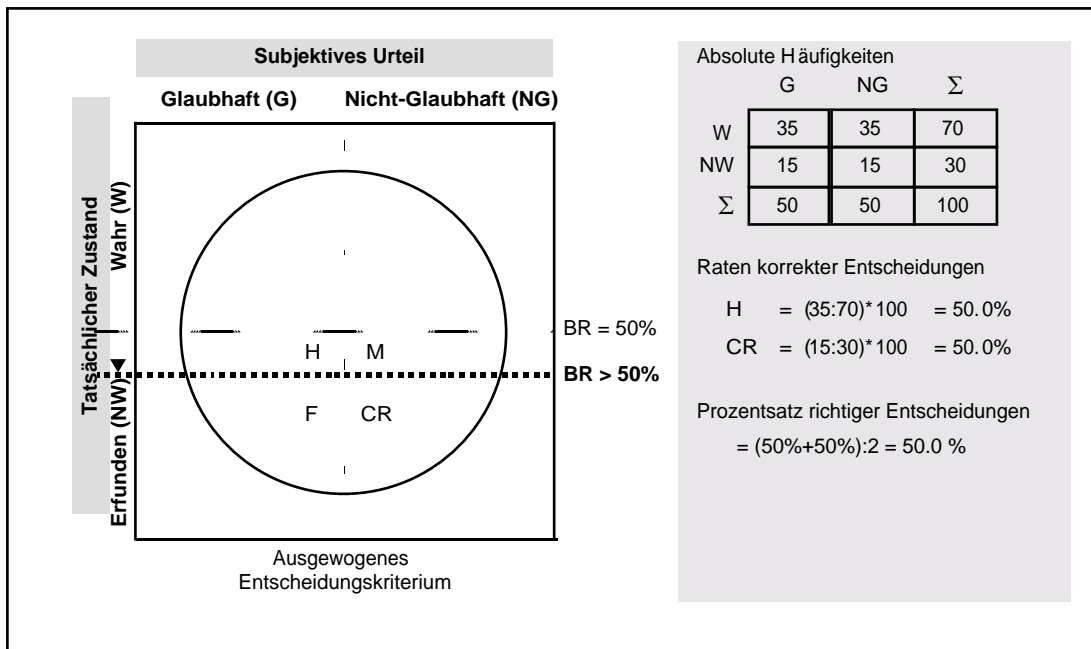 Subjektives Urteil
Glaubhaft (G) Nicht-Glaubhaft (NG)
Tatsächlicher Zustand
Wahr (W)
Erfunden (NW)
H M
F CR
BR = 50%
BR > 50%
Ausgewogenes
Entscheidungskriterium
Absolute Häufigkeiten
G NG Σ
W 35 35 70
NW 15 15 30
Σ 50 50 100
Raten korrekter Entscheidungen
H = (35:70)*100 = 50.0%
CR = (15:30)*100 = 50.0%
Prozentsatz richtiger Entscheidungen
= (50%+50%):2 = 50.0 %